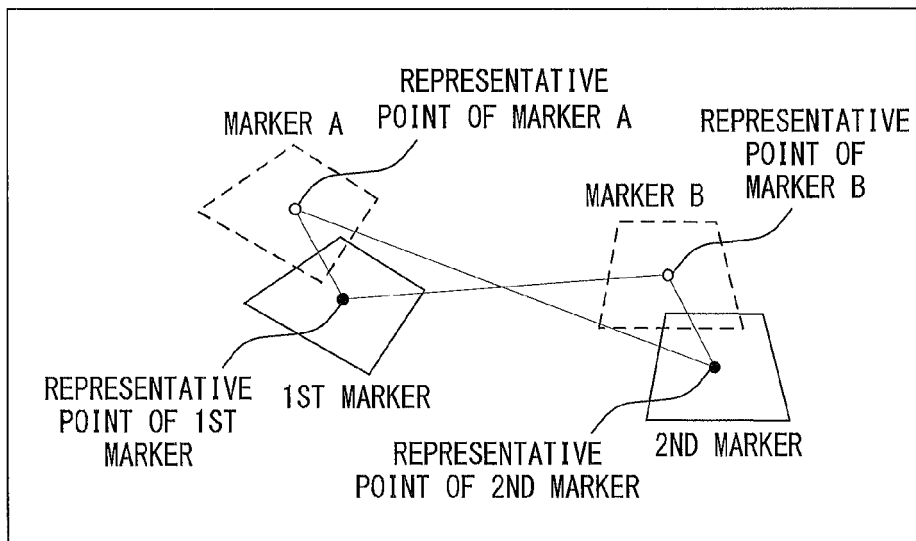 REPRESENTATIVE
POINT OF MARKER A
MARKER A
REPRESENTATIVE
POINT OF
MARKER B
MARKER B
REPRESENTATIVE
POINT OF 1ST
MARKER
1ST MARKER
REPRESENTATIVE
POINT OF 2ND MARKER
2ND MARKER